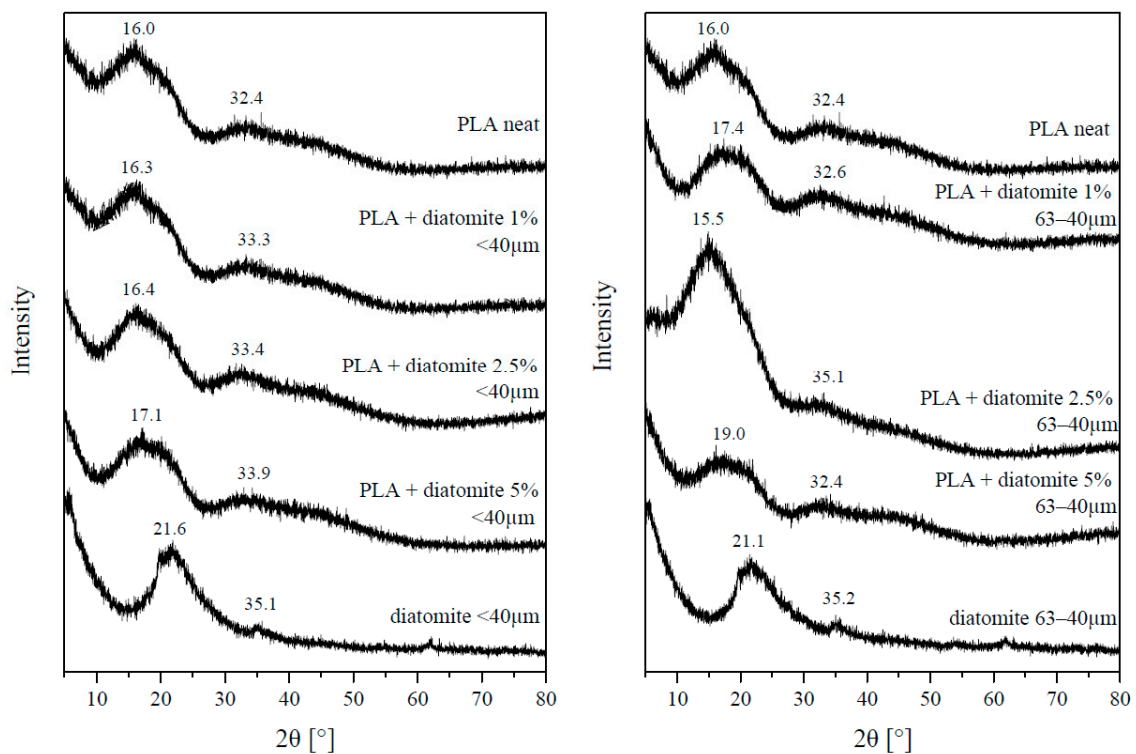 16.0
32.4
PLA neat
16.3
33.3
PLA + diatomite 1%
<40μm
16.4
33.4
PLA + diatomite 2.5%
<40μm
17.1
33.9
PLA + diatomite 5%
<40μm
21.6
35.1
diatomite <40μm
Intensity
10 20 30 40 50 60 70 80
2θ [°]
16.0
32.4
PLA neat
17.4
32.6
PLA + diatomite 1%
63–40μm
15.5
35.1
PLA + diatomite 2.5%
63–40μm
19.0
32.4
PLA + diatomite 5%
63–40μm
21.1
35.2
diatomite 63–40μm
Intensity
10 20 30 40 50 60 70 80
2θ [°]